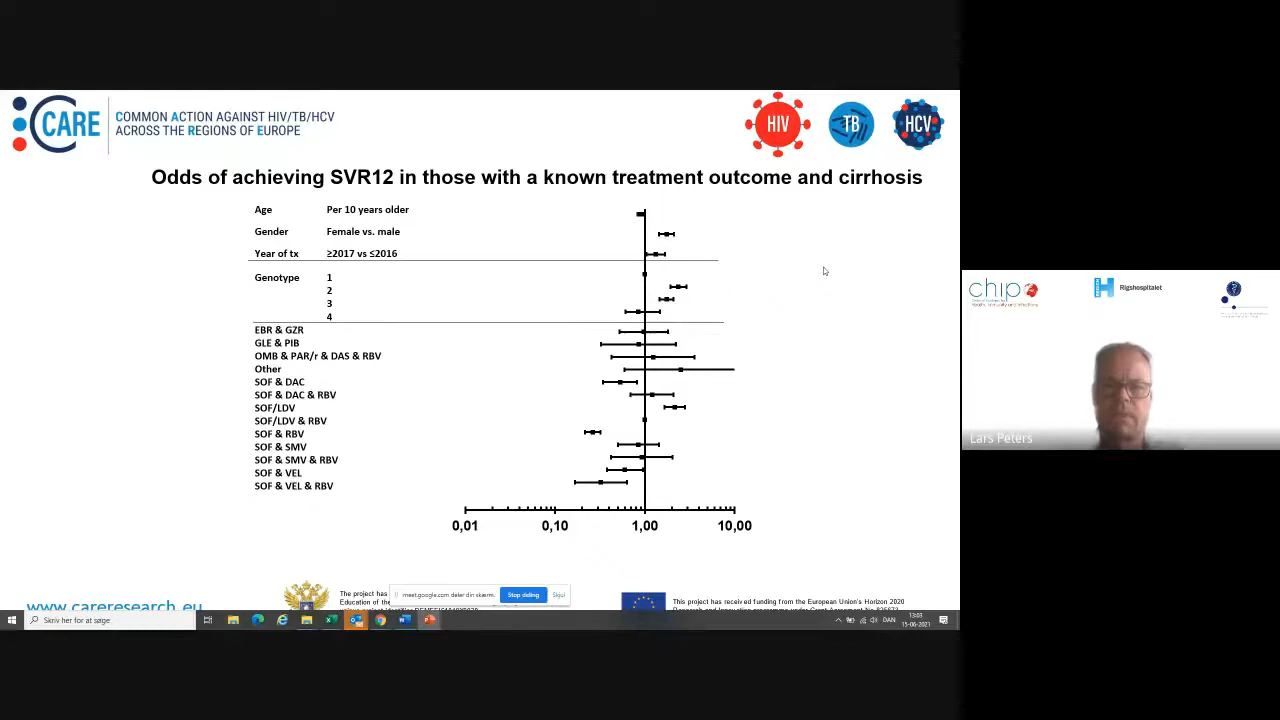 CARE
COMMON ACTION AGAINST HIV/TB/HCV
ACROSS THE REGIONS OF EUROPE
HIV
TB
HCV
Odds of achieving SVR12 in those with a known treatment outcome and cirrhosis
Age Per 10 years older
Gender Female vs. male
Year of tx ≥2017 vs ≤2016
Genotype 1
2
3
4
EBR & GZR
GLE & PIB
OMB & PAR/r & DAS & RBV
Other
SOF & DAC
SOF & DAC & RBV
SOF/LDV
SOF/LDV & RBV
SOF & RBV
SOF & SMV
SOF & SMV & RBV
SOF & VEL
SOF & VEL & RBV
0,01 0,10 1,00 10,00
www.careresearch.eu
The project has
Education of the
meet.google.com deler din skærm.
Stop deling
Skjul
This project has received funding from the European Union's Horizon 2020
Skriv her for at søge
DAN
13:03
15-06-2021
chip
Rigshospitalet
Lars Peters